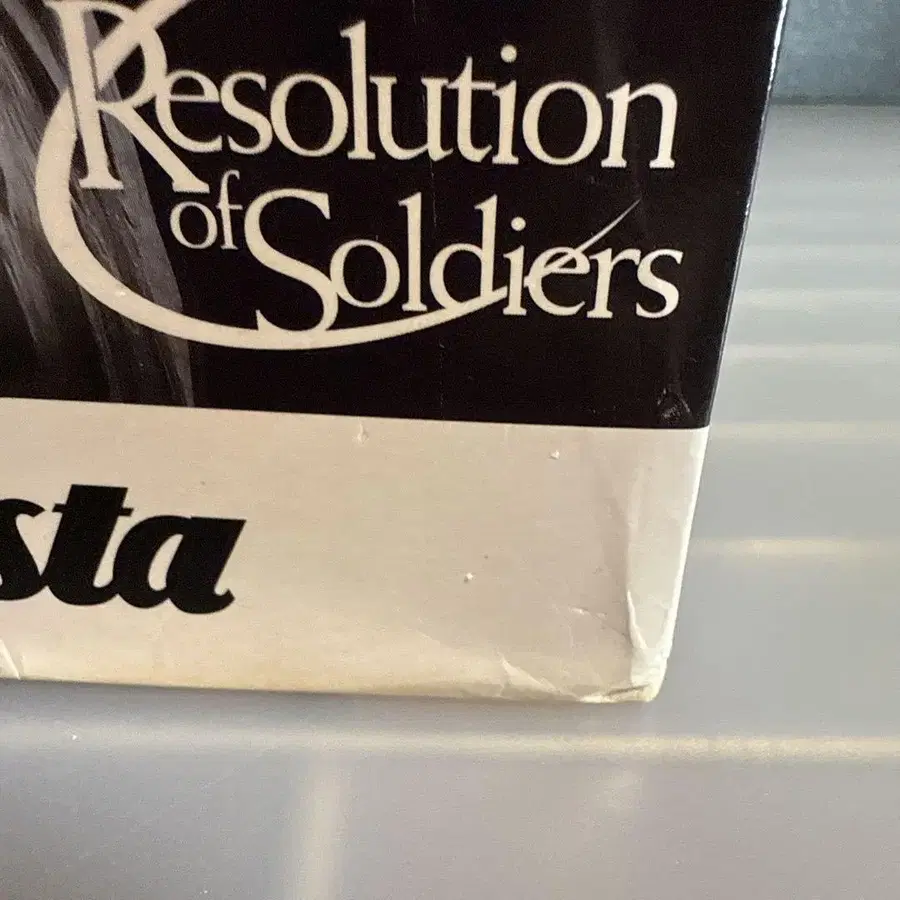 Resolution
of Soldiers
sta